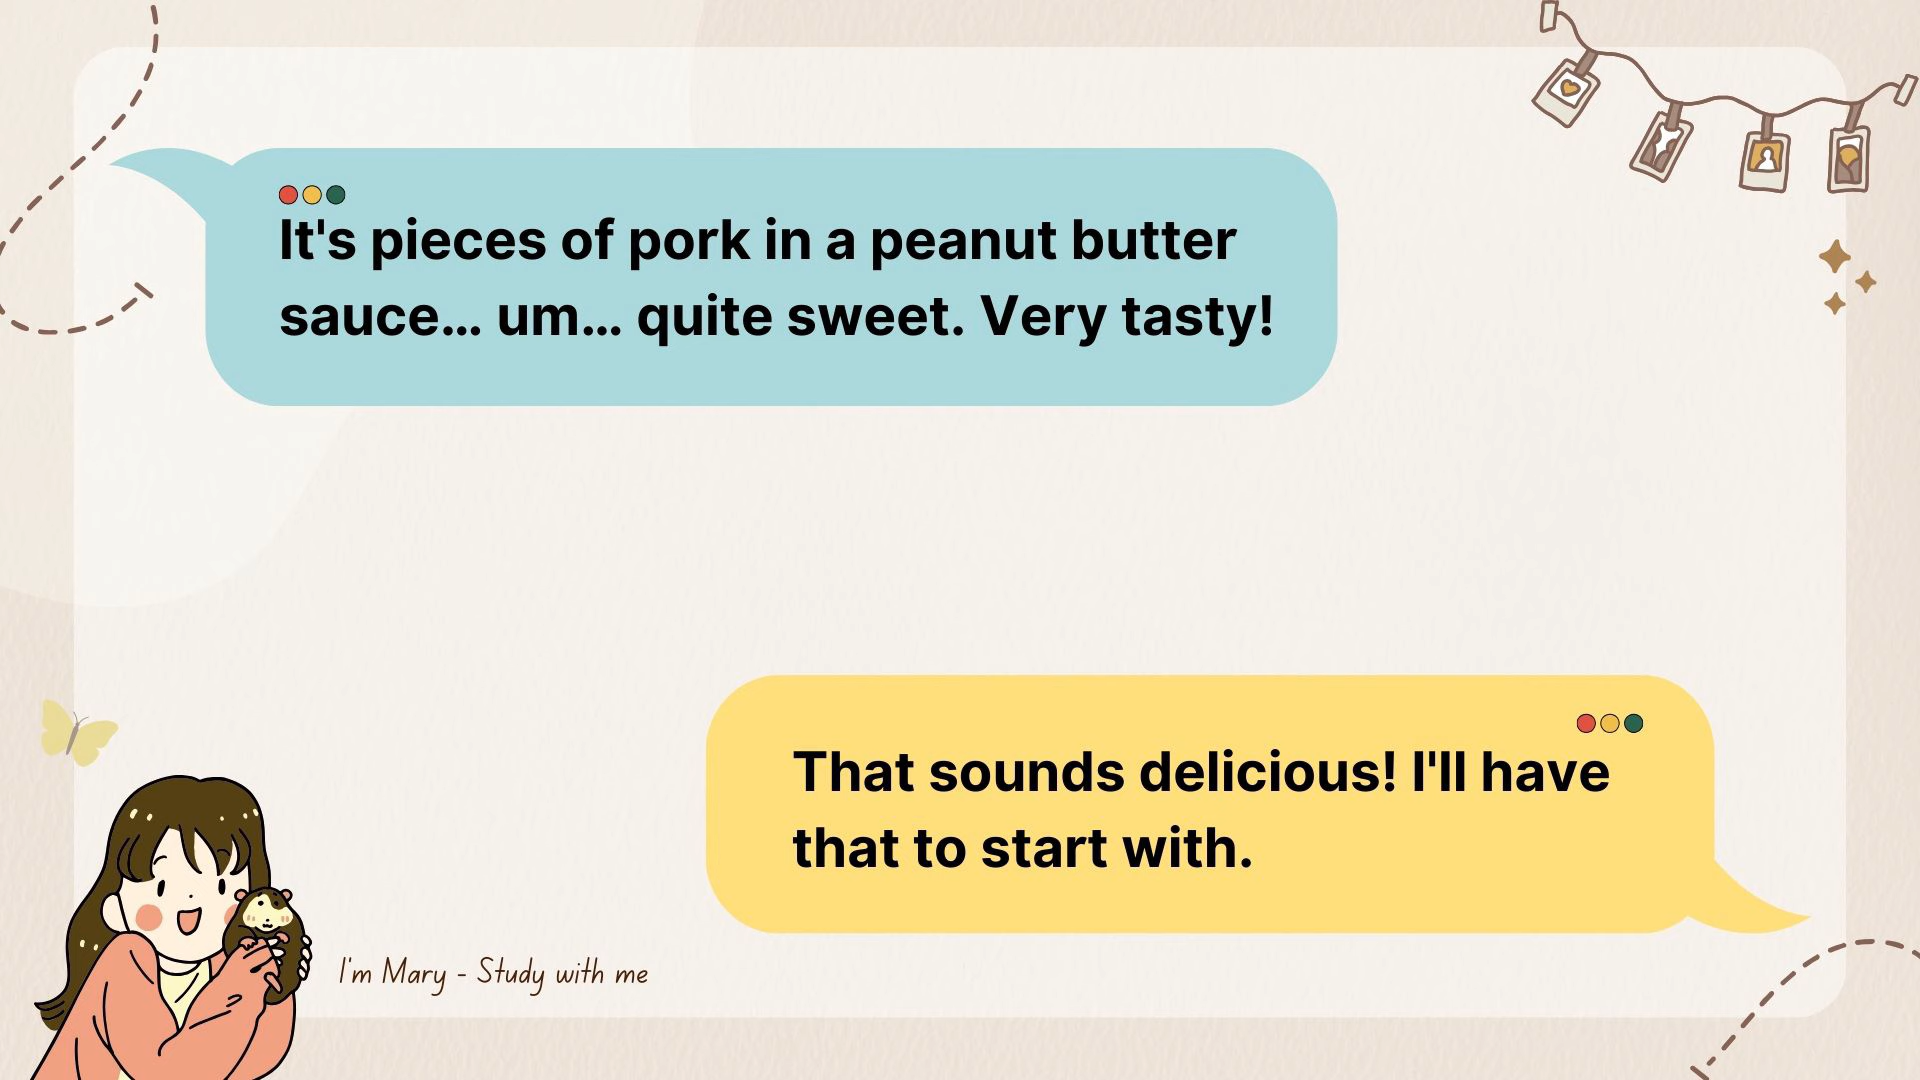 It's pieces of pork in a peanut butter
sauce... um... quite sweet. Very tasty!
That sounds delicious! I'll have
that to start with.
I'm Mary - Study with me